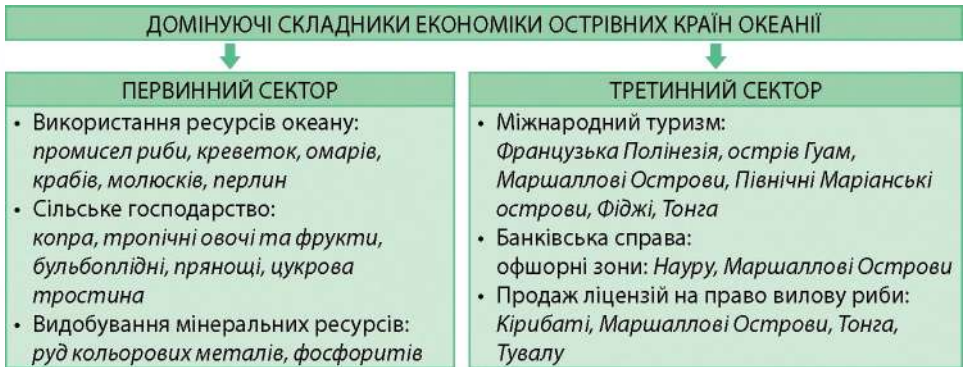 ДОМІНУЮЧІ СКЛАДНИКИ ЕКОНОМІКИ ОСТРІВНИХ КРАЇН ОКЕАНІЇ
ПЕРВИННИЙ СЕКТОР
• Використання ресурсів океану:
промисел риби, креветок, омарів,
крабів, молюсків, перлин
• Сільське господарство:
копра, тропічні овочі та фрукти,
бульбоплідні, прянощі, цукрова
тростина
• Видобування мінеральних ресурсів:
руд кольорових металів, фосфоритів
ТРЕТИННИЙ СЕКТОР
• Міжнародний туризм:
Французька Полінезія, острів Гуам,
Маршаллові Острови, Північні Маріанські
острови, Фіджі, Тонга
• Банківська справа:
офшорні зони: Науру, Маршаллові Острови
• Продаж ліцензій на право вилову риби:
Кірибаті, Маршаллові Острови, Тонга,
Тувалу